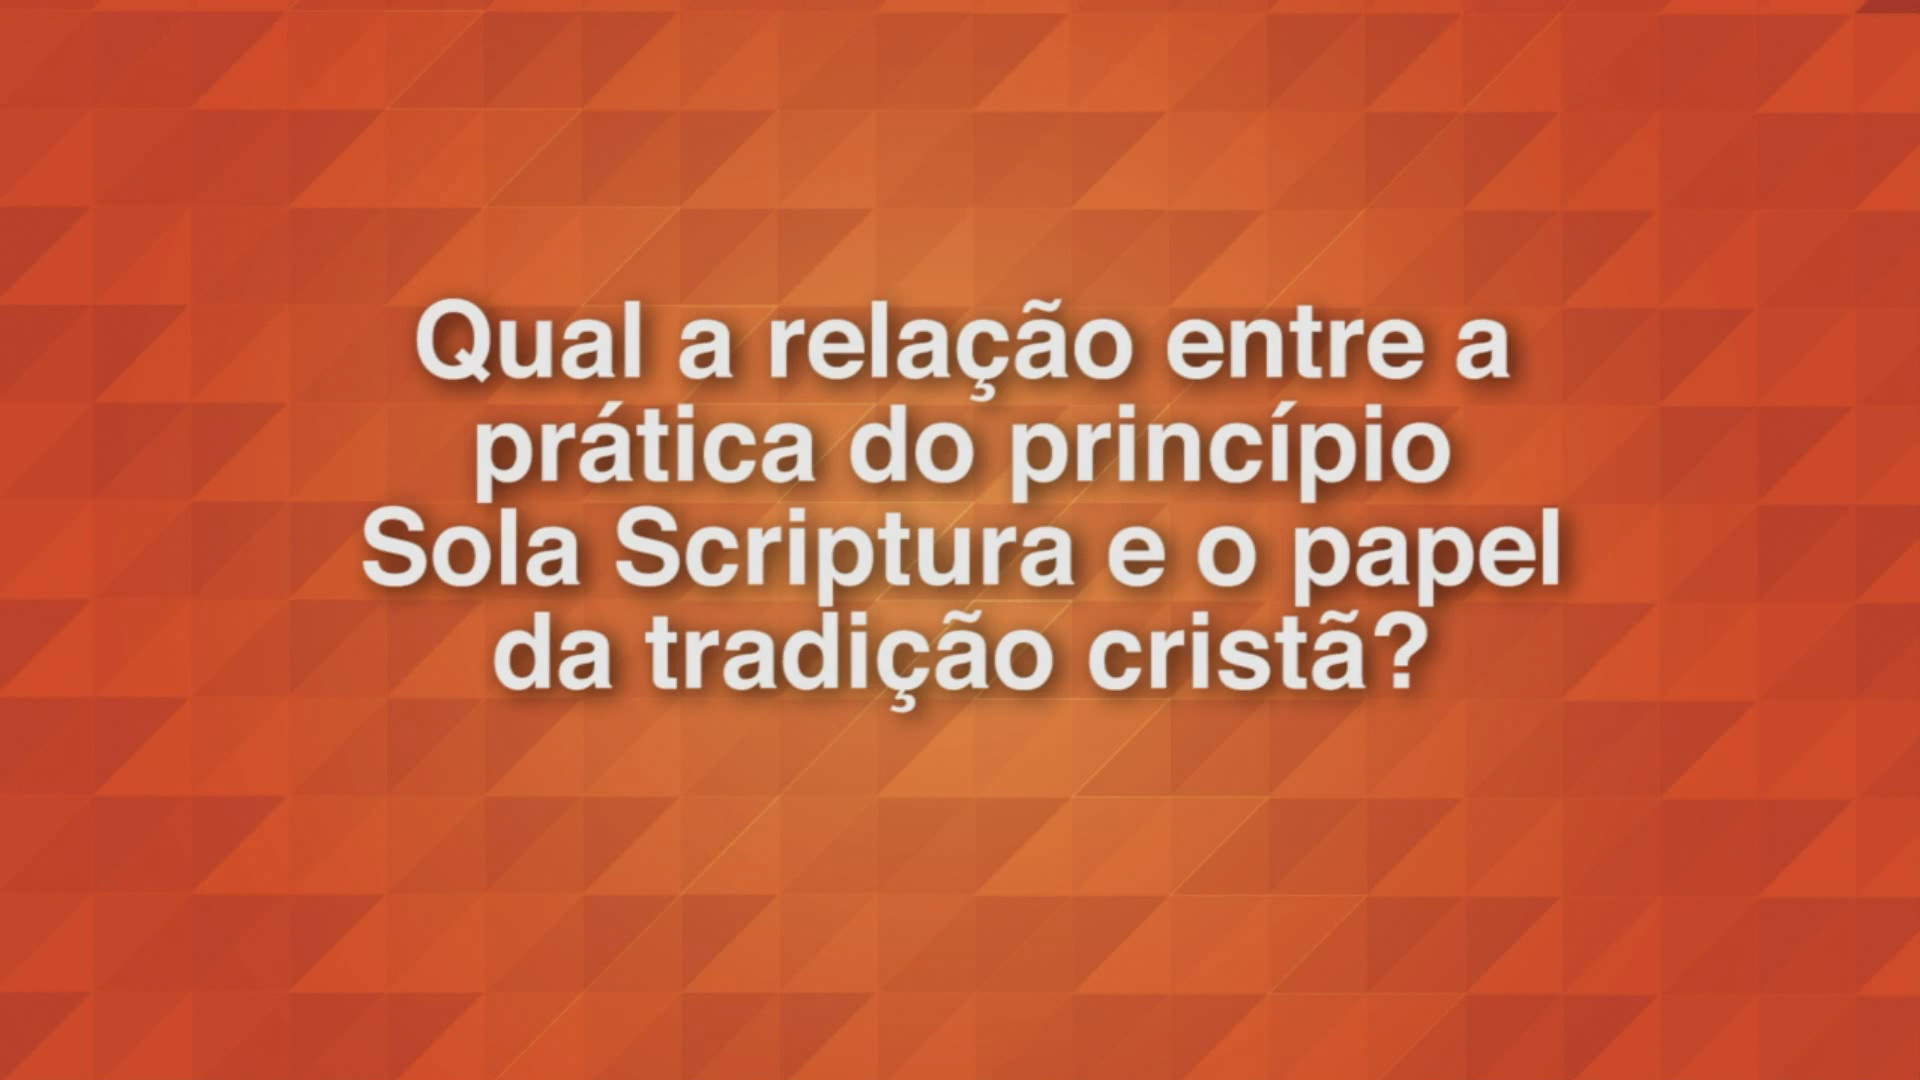 Qual a relação entre a
prática do princípio
Sola Scriptura e o papel
da tradição cristã?